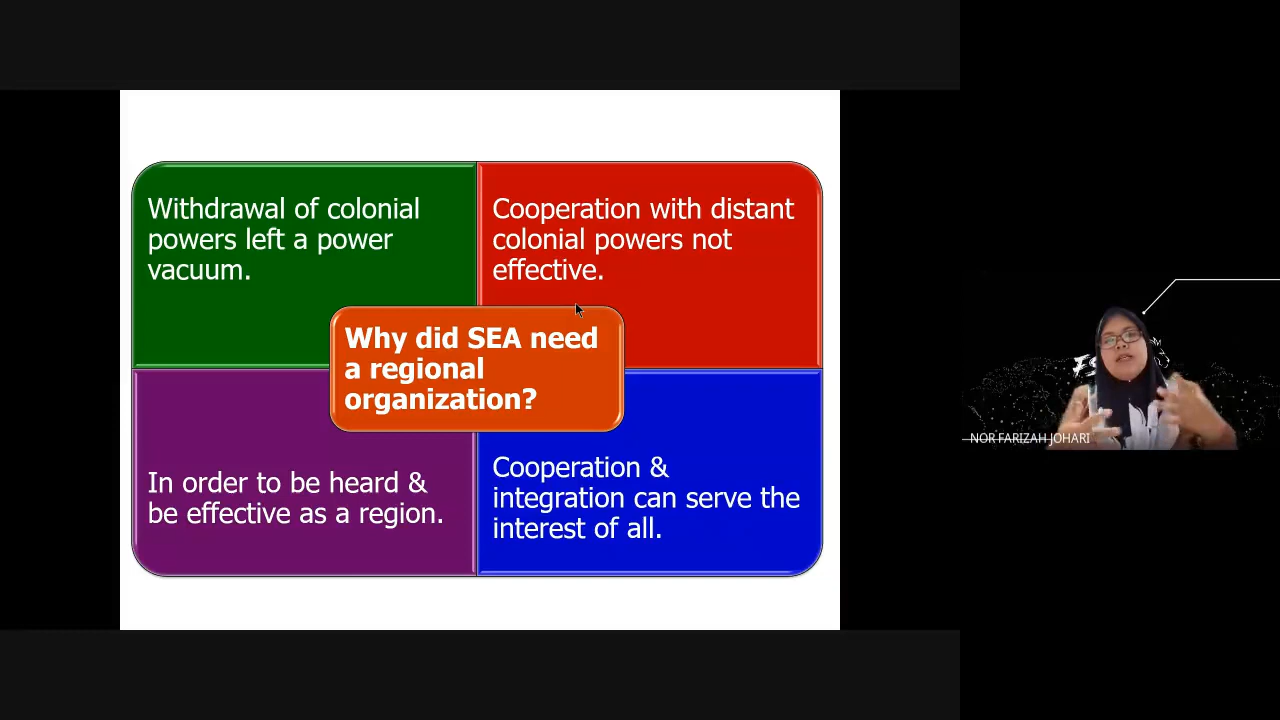 Withdrawal of colonial
powers left a power
vacuum.
Cooperation with distant
colonial powers not
effective.
Why did SEA need
a regional
organization?
In order to be heard &
be effective as a region.
Cooperation &
integration can serve the
interest of all.
NOR FARIZAH JOHARI